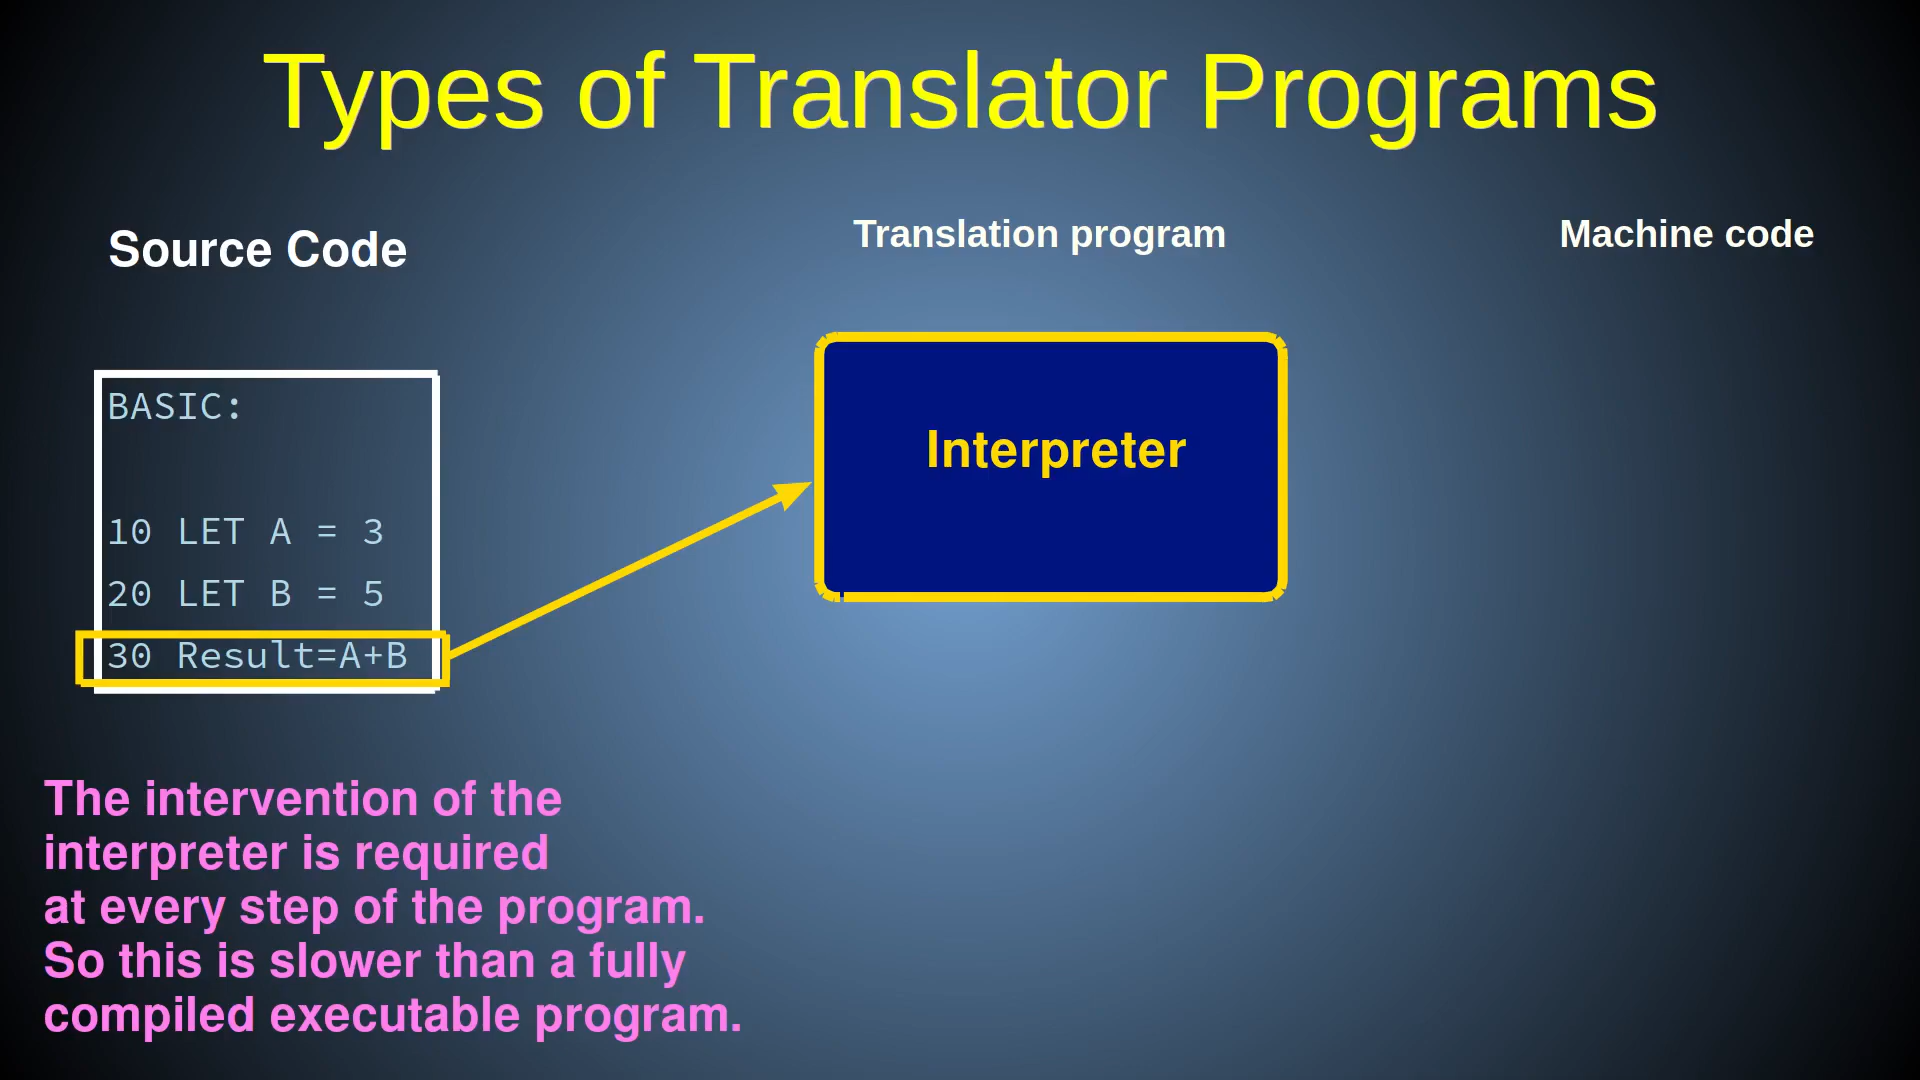 Types of Translator Programs
Source Code
Translation program
Machine code
BASIC:
10 LET A = 3
20 LET B = 5
30 Result=A+B
Interpreter
The intervention of the
interpreter is required
at every step of the program.
So this is slower than a fully
compiled executable program.